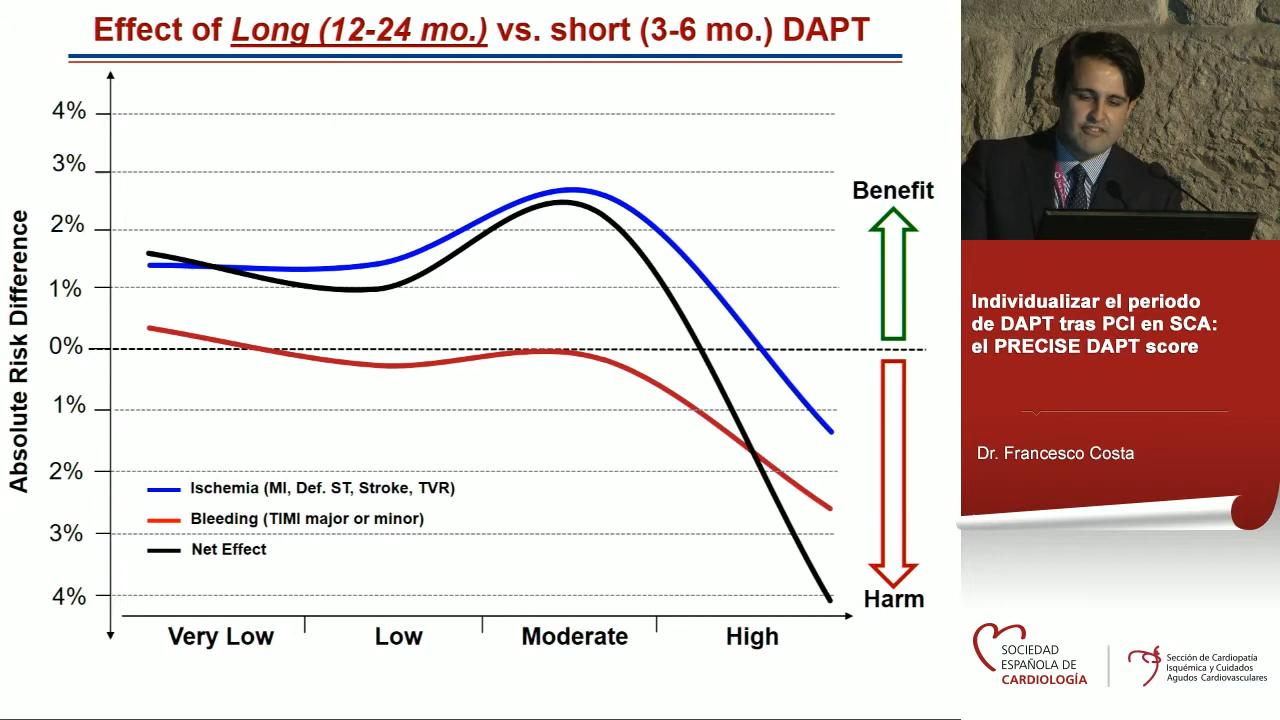 Effect of Long (12-24 mo.) vs. short (3-6 mo.) DAPT
Absolute Risk Difference
4%
3%
2%
1%
0%
1%
2%
3%
4%
Ischemia (MI, Def. ST, Stroke, TVR)
Bleeding (TIMI major or minor)
Net Effect
Very Low
Low
Moderate
High
Benefit
Harm
Individualizar el periodo
de DAPT tras PCI en SCA:
el PRECISE DAPT score
Dr. Francesco Costa
SOCIEDAD
ESPAÑOLA DE
CARDIOLOGÍA
Sección de Cardiopatía
Isquémica y Cuidados
Agudos Cardiovasculares